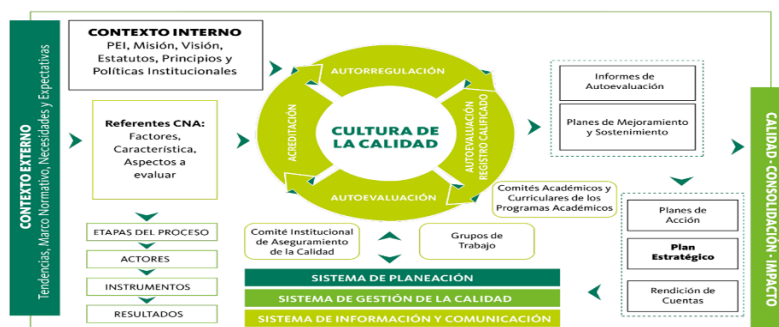 CONTEXTO EXTERNO
Tendencias, Marco Normativo, Necesidades y Expectativas
CONTEXTO INTERNO
PEI, Misión, Visión,
Estatutos, Principios y
Políticas Institucionales
Referentes CNA:
Factores,
Característica,
Aspectos a
evaluar
ETAPAS DEL PROCESO
ACTORES
INSTRUMENTOS
RESULTADOS
AUTORREGULACIÓN
ACREDITACIÓN
CULTURA DE
LA CALIDAD
AUTOEVALUACIÓN
REGISTRO CALIFICADO
AUTOEVALUACIÓN
Comité Institucional
de Aseguramiento de
la Calidad
Grupos de
Trabajo
Comités Académicos y
Curriculares de los
Programas Académicos
SISTEMA DE PLANEACIÓN
SISTEMA DE GESTIÓN DE LA CALIDAD
SISTEMA DE INFORMACIÓN Y COMUNICACIÓN
Informes de
Autoevaluación
Planes de Mejoramiento
y Sostenimiento
Planes de
Acción
Plan
Estratégico
Rendición de
Cuentas
CALIDAD - CONSOLIDACIÓN - IMPACTO